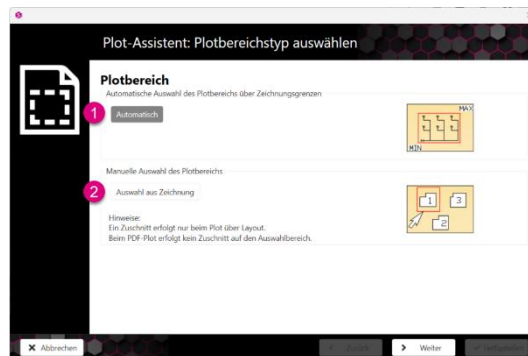 Plot-Assistent: Plotbereichstyp auswählen
Plotbereich
Automatische Auswahl des Plotbereichs über Zeichnungsgrenzen
1 Automatisch
MAX
MIN
Manuelle Auswahl des Plotbereichs
2 Auswahl aus Zeichnung
1 3
2
Hinweise:
Ein Zuschnitt erfolgt nur beim Plot über Layout.
Beim PDF-Plot erfolgt kein Zuschnitt auf den Auswahlbereich.
Abbrechen
Zurück
Weiter